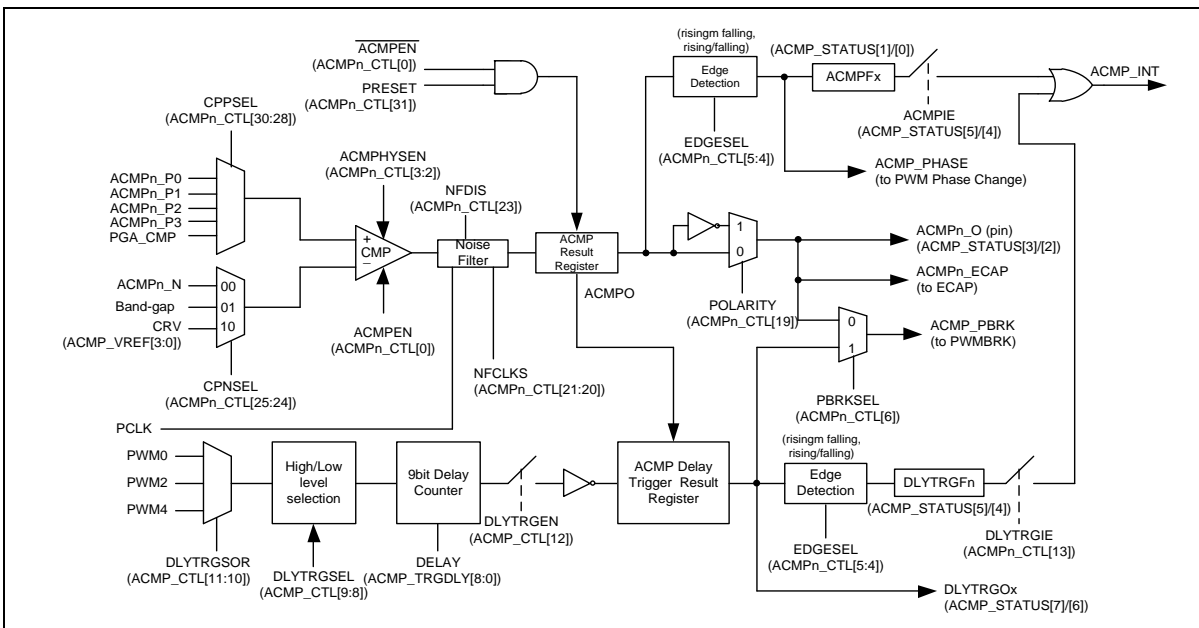 ACMPEN
(ACMPn_CTL[0])
PRESET
(ACMPn_CTL[31])
(risingm falling,
rising/falling)
Edge
Detection
EDGESEL
(ACMPn_CTL[5:4])
(ACMP_STATUS[1]/[0])
ACMPFx
ACMPIE
(ACMP_STATUS[5]/[4])
ACMP_INT
ACMP_PHASE
(to PWM Phase Change)
CPPSEL
(ACMPn_CTL[30:28])
ACMPn_P0
ACMPn_P1
ACMPn_P2
ACMPn_P3
PGA_CMP
ACMPHYSEN
(ACMPn_CTL[3:2])
+
CMP
–
NFDIS
(ACMPn_CTL[23])
Noise
Filter
ACMP
Result
Register
ACMPO
1
0
POLARITY
(ACMPn_CTL[19])
ACMPn_O (pin)
(ACMP_STATUS[3]/[2])
ACMPn_ECAP
(to ECAP)
0
1
ACMP_PBRK
(to PWMBRK)
PBRKSEL
(ACMPn_CTL[6])
ACMPn_N
00
Band-gap
01
CRV
10
(ACMP_VREF[3:0])
CPNSEL
(ACMPn_CTL[25:24])
ACMPEN
(ACMPn_CTL[0])
NFCLKS
(ACMPn_CTL[21:20])
PCLK
PWM0
PWM2
PWM4
DLYTRGSOR
(ACMP_CTL[11:10])
High/Low
level
selection
DLYTRGSEL
(ACMP_CTL[9:8])
9bit Delay
Counter
DELAY
(ACMP_TRGDLY[8:0])
DLYTRGEN
(ACMP_CTL[12])
ACMP Delay
Trigger Result
Register
(risingm falling,
rising/falling)
Edge
Detection
EDGESEL
(ACMPn_CTL[5:4])
DLYTRGFn
(ACMP_STATUS[5]/[4])
DLYTRGIE
(ACMPn_CTL[13])
DLYTRGOx
(ACMP_STATUS[7]/[6])